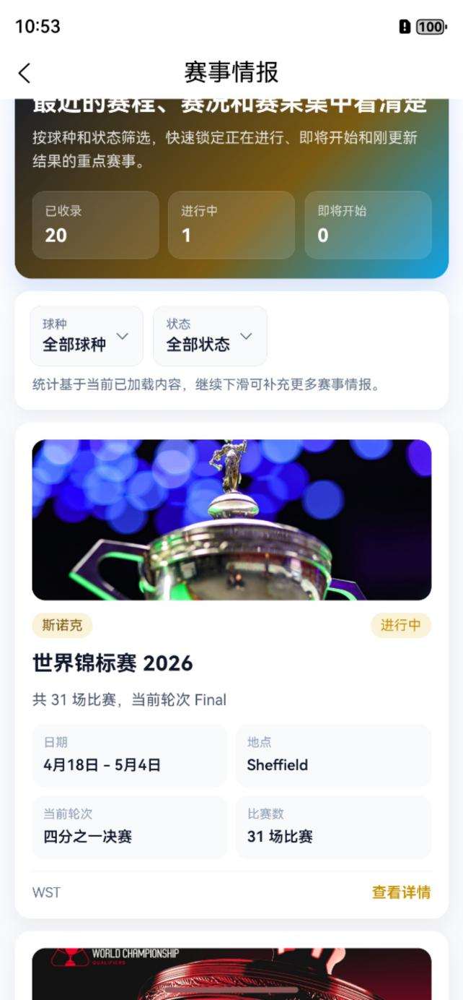 10:53
100
赛事情报
最近的赛程、赛况和赛果集中看清楚
按球种和状态筛选，快速锁定正在进行、即将开始和刚更新
结果的重点赛事。
已收录
进行中
即将开始
20
1
0
球种
状态
全部球种
全部状态
统计基于当前已加载内容，继续下滑可补充更多赛事情报。
斯诺克
进行中
世界锦标赛 2026
共 31 场比赛，当前轮次 Final
日期
地点
4月18日 - 5月4日
Sheffield
当前轮次
比赛数
四分之一决赛
31 场比赛
WST
查看详情
WORLD CHAMPIONSHIP
QUALIFIERS